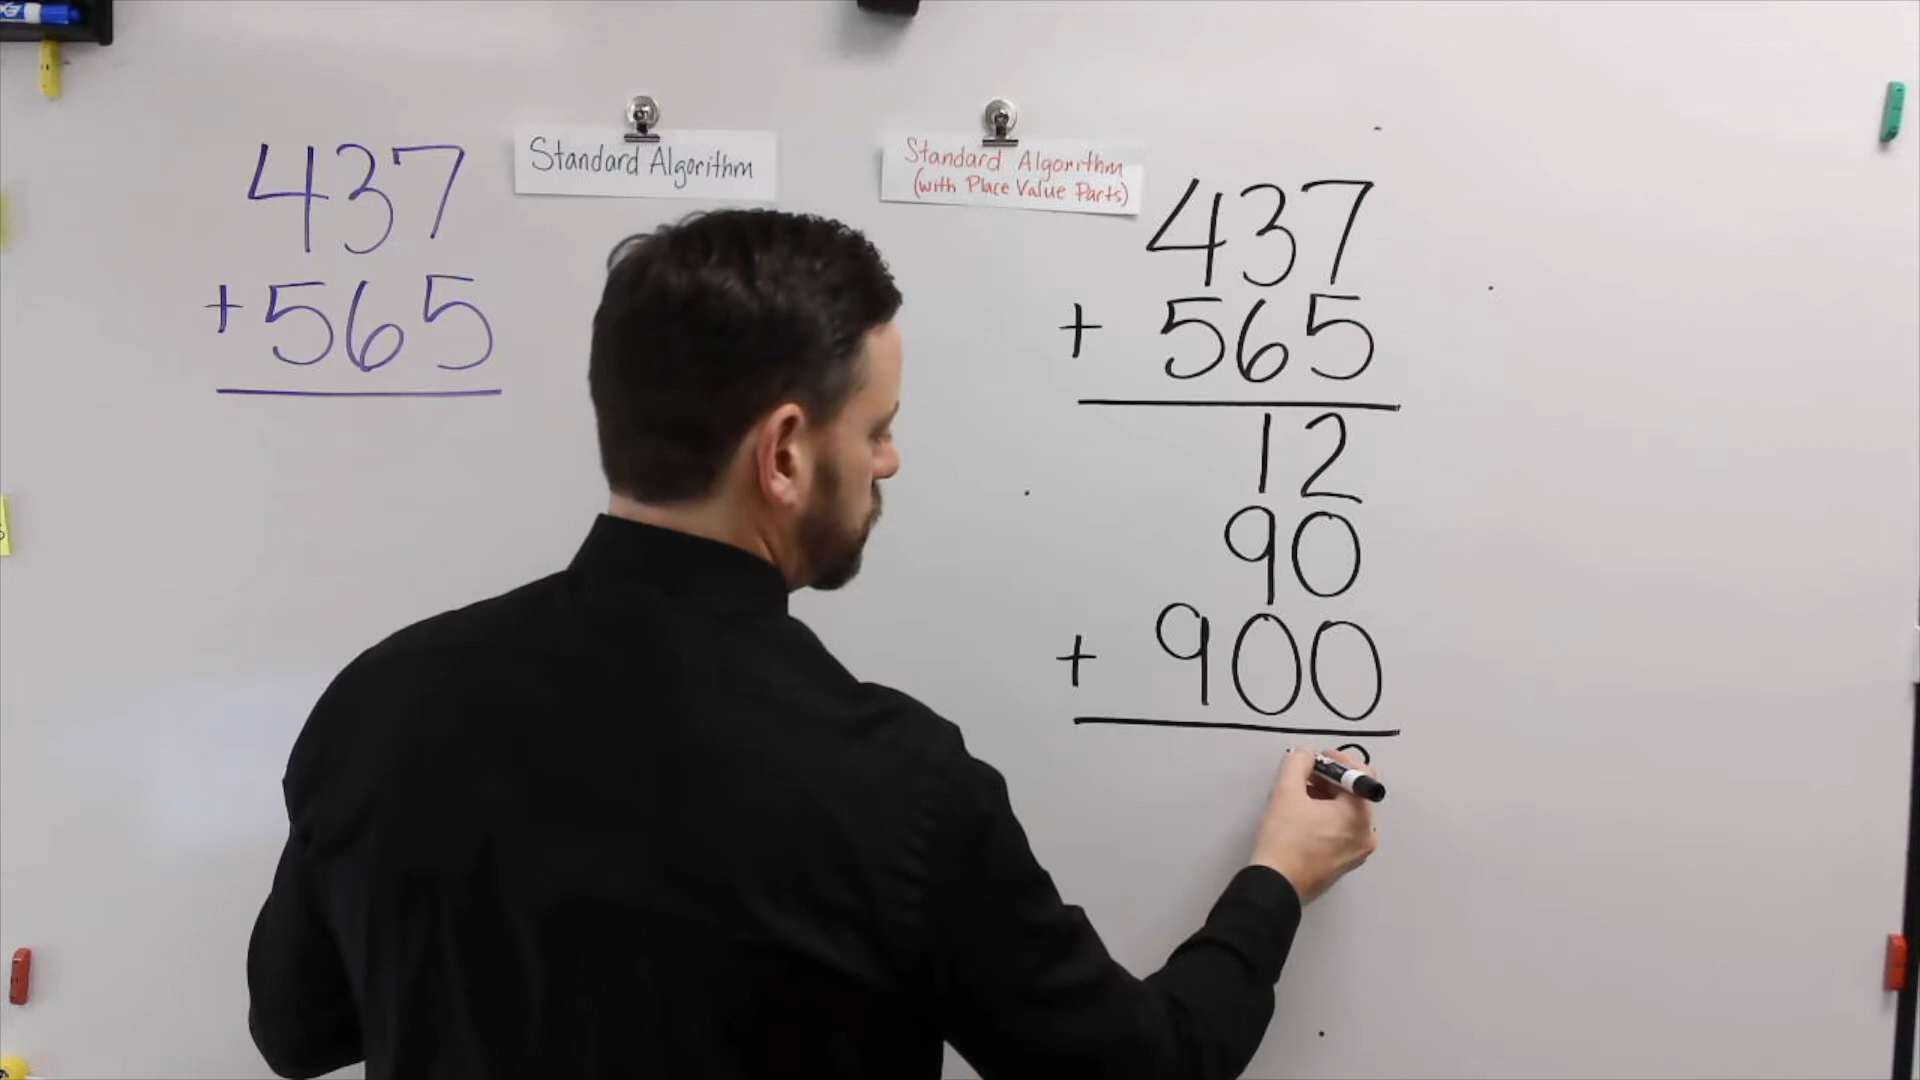 437
+565
Standard Algorithm
Standard Algorithm
(with Place Value Parts)
437
+ 565
12
90
+ 900